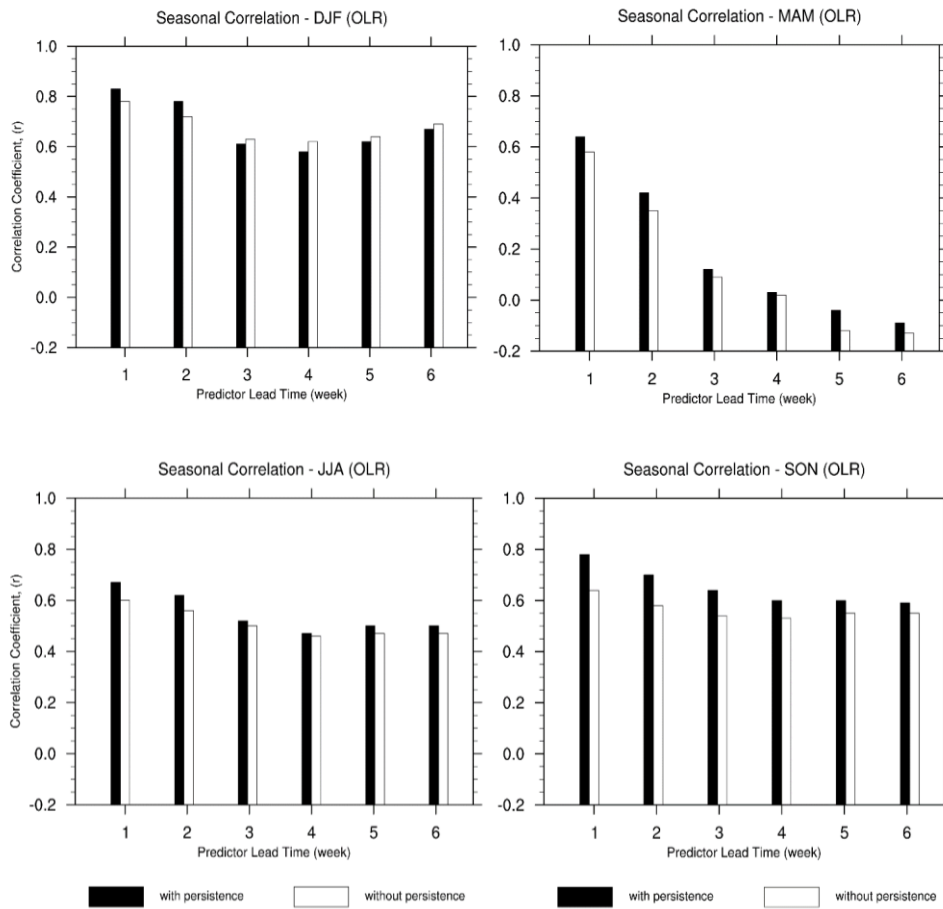 Seasonal Correlation - DJF (OLR)
1.0
0.8
0.6
0.4
0.2
0.0
-0.2
Correlation Coefficient, (r)
1 2 3 4 5 6
Predictor Lead Time (week)
Seasonal Correlation - MAM (OLR)
1.0
0.8
0.6
0.4
0.2
0.0
-0.2
1 2 3 4 5 6
Predictor Lead Time (week)
Seasonal Correlation - JJA (OLR)
1.0
0.8
0.6
0.4
0.2
0.0
-0.2
Correlation Coefficient, (r)
1 2 3 4 5 6
Predictor Lead Time (week)
Seasonal Correlation - SON (OLR)
1.0
0.8
0.6
0.4
0.2
0.0
-0.2
1 2 3 4 5 6
Predictor Lead Time (week)
with persistence without persistence with persistence without persistence